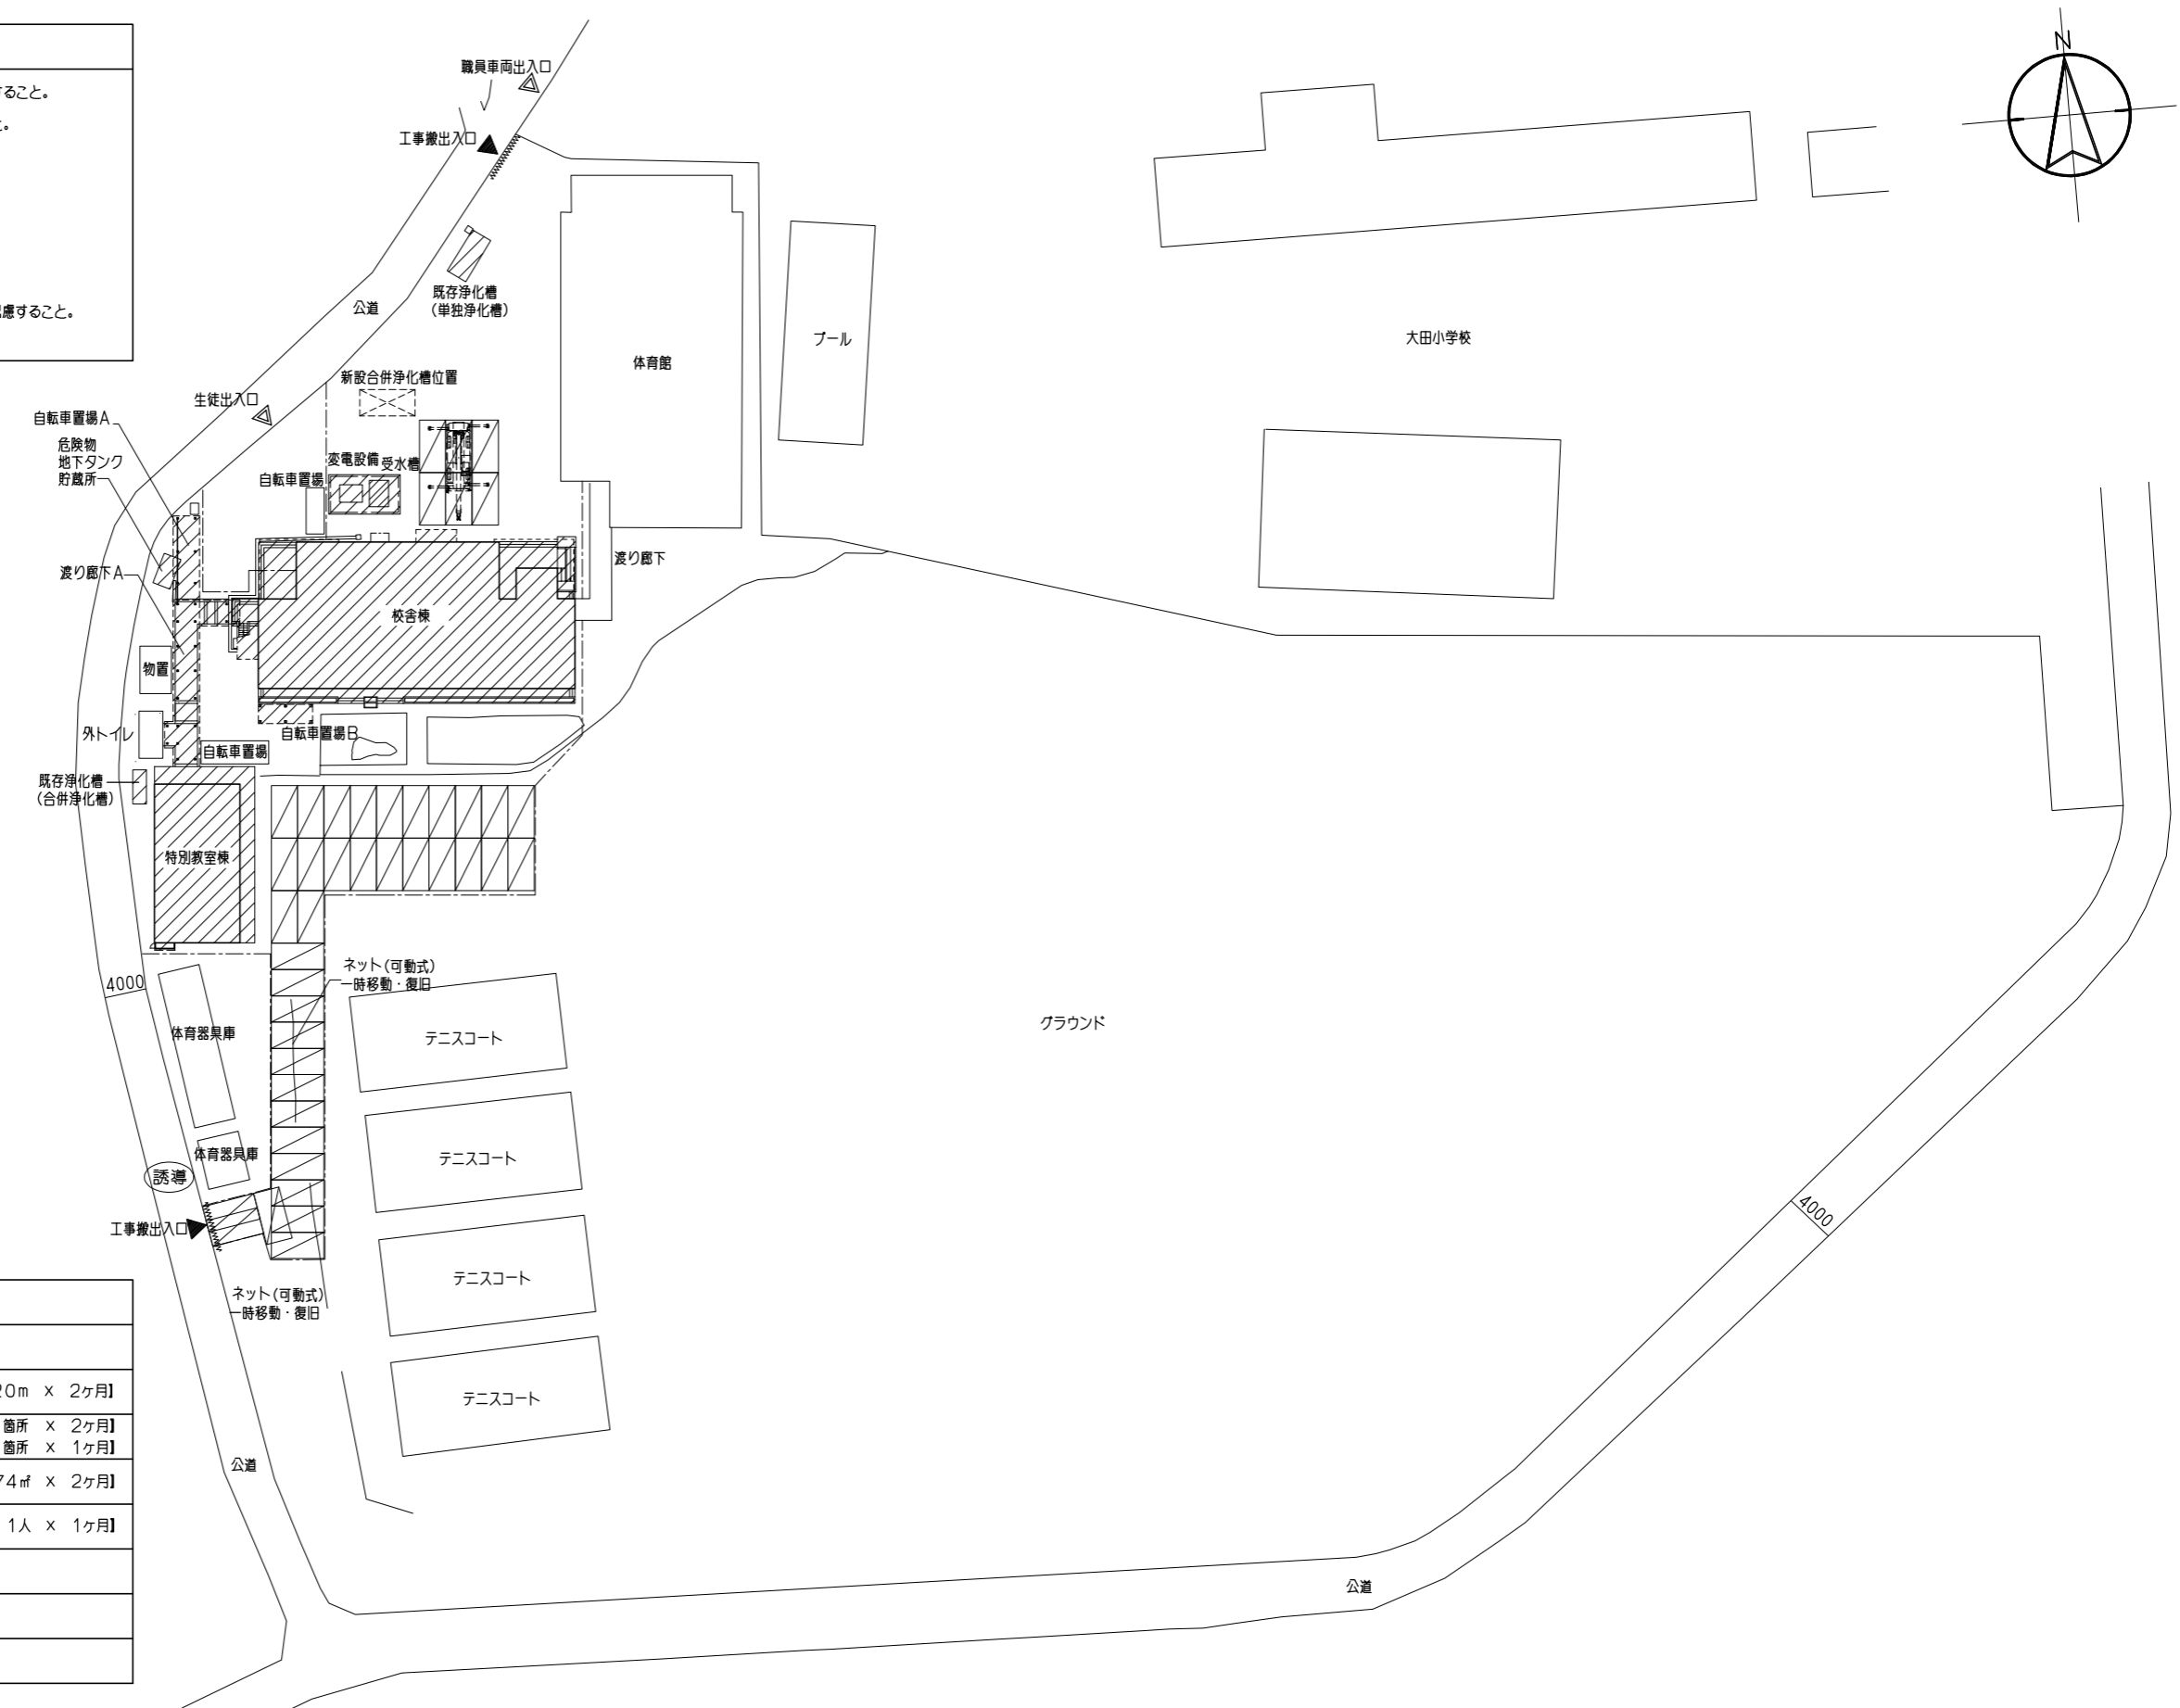 職員車両出入口
N
ること。
工事搬出入口
公道
既存浄化槽
(単独浄化槽)
慮すること。
プール
大田小学校
体育館
新設合併浄化槽位置
生徒出入口
自転車置場A
危険物
地下タンク
貯蔵所
変電設備
受水槽
自転車置場
渡り廊下
渡り廊下A
校舎棟
物置
外トイレ
自転車置場B
自転車置場
既存浄化槽
(合併浄化槽)
特別教室棟
ネット(可動式)
一時移動・復旧
4000
体育器具庫
テニスコート
グラウンド
体育器具庫
テニスコート
誘導
工事搬出入口
4000
テニスコート
ネット(可動式)
一時移動・復旧
20m × 2ヶ月】
テニスコート
箇所 × 2ヶ月】
箇所 × 1ヶ月】
公道
74㎡ × 2ヶ月】
1人 × 1ヶ月】
公道